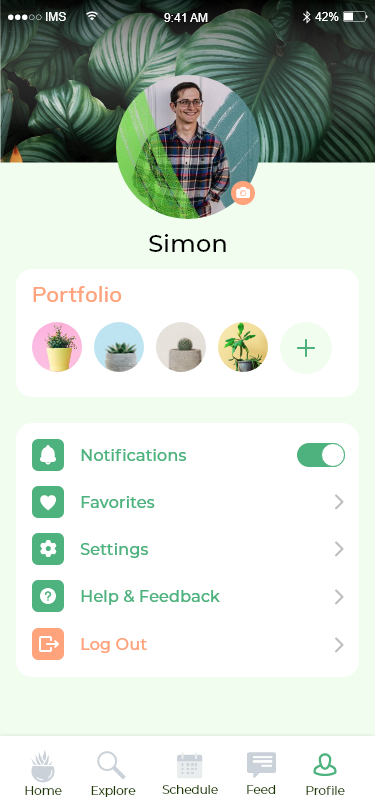 IMS 9:41 AM 42%
Simon
Portfolio
Notifications
Favorites
Settings
Help & Feedback
Log Out
Home Explore Schedule Feed Profile